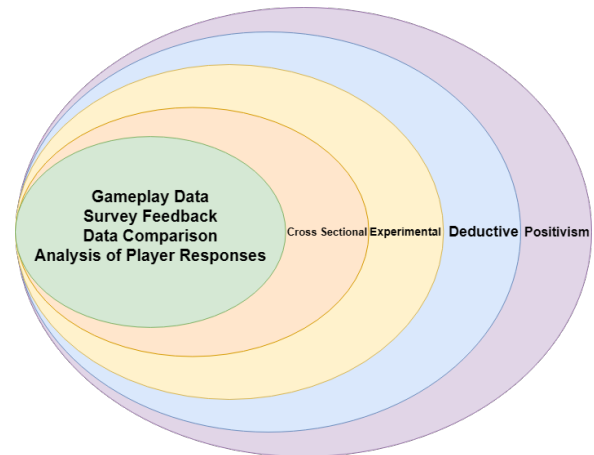 Gameplay Data
Survey Feedback
Data Comparison
Analysis of Player Responses
Cross Sectional
Experimental
Deductive
Positivism